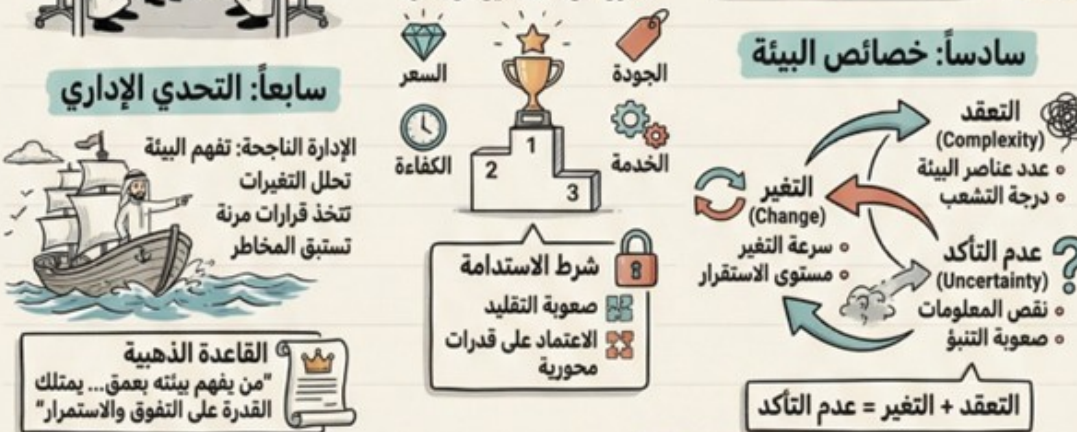 سادساً: خصائص البيئة
التعقد
(Complexity)
عدد عناصر البيئة
درجة التشعب
التغير
(Change)
سرعة التغير
مستوى الاستقرار
عدم التأكد
(Uncertainty)
?
نقص المعلومات
صعوبة التنبؤ
التعقد + التغير = عدم التأكد
الجودة
السعر
الخدمة
الكفاءة
1
2
3
شرط الاستدامة
صعوبة التقليد
الاعتماد على قدرات
محورية
سابعاً: التحدي الإداري
الإدارة الناجحة: تفهم البيئة
تحلل التغيرات
تتخذ قرارات مرنة
تستبق المخاطر
القاعدة الذهبية
"من يفهم بيئته بعمق... يمتلك
القدرة على التفوق والاستمرار"